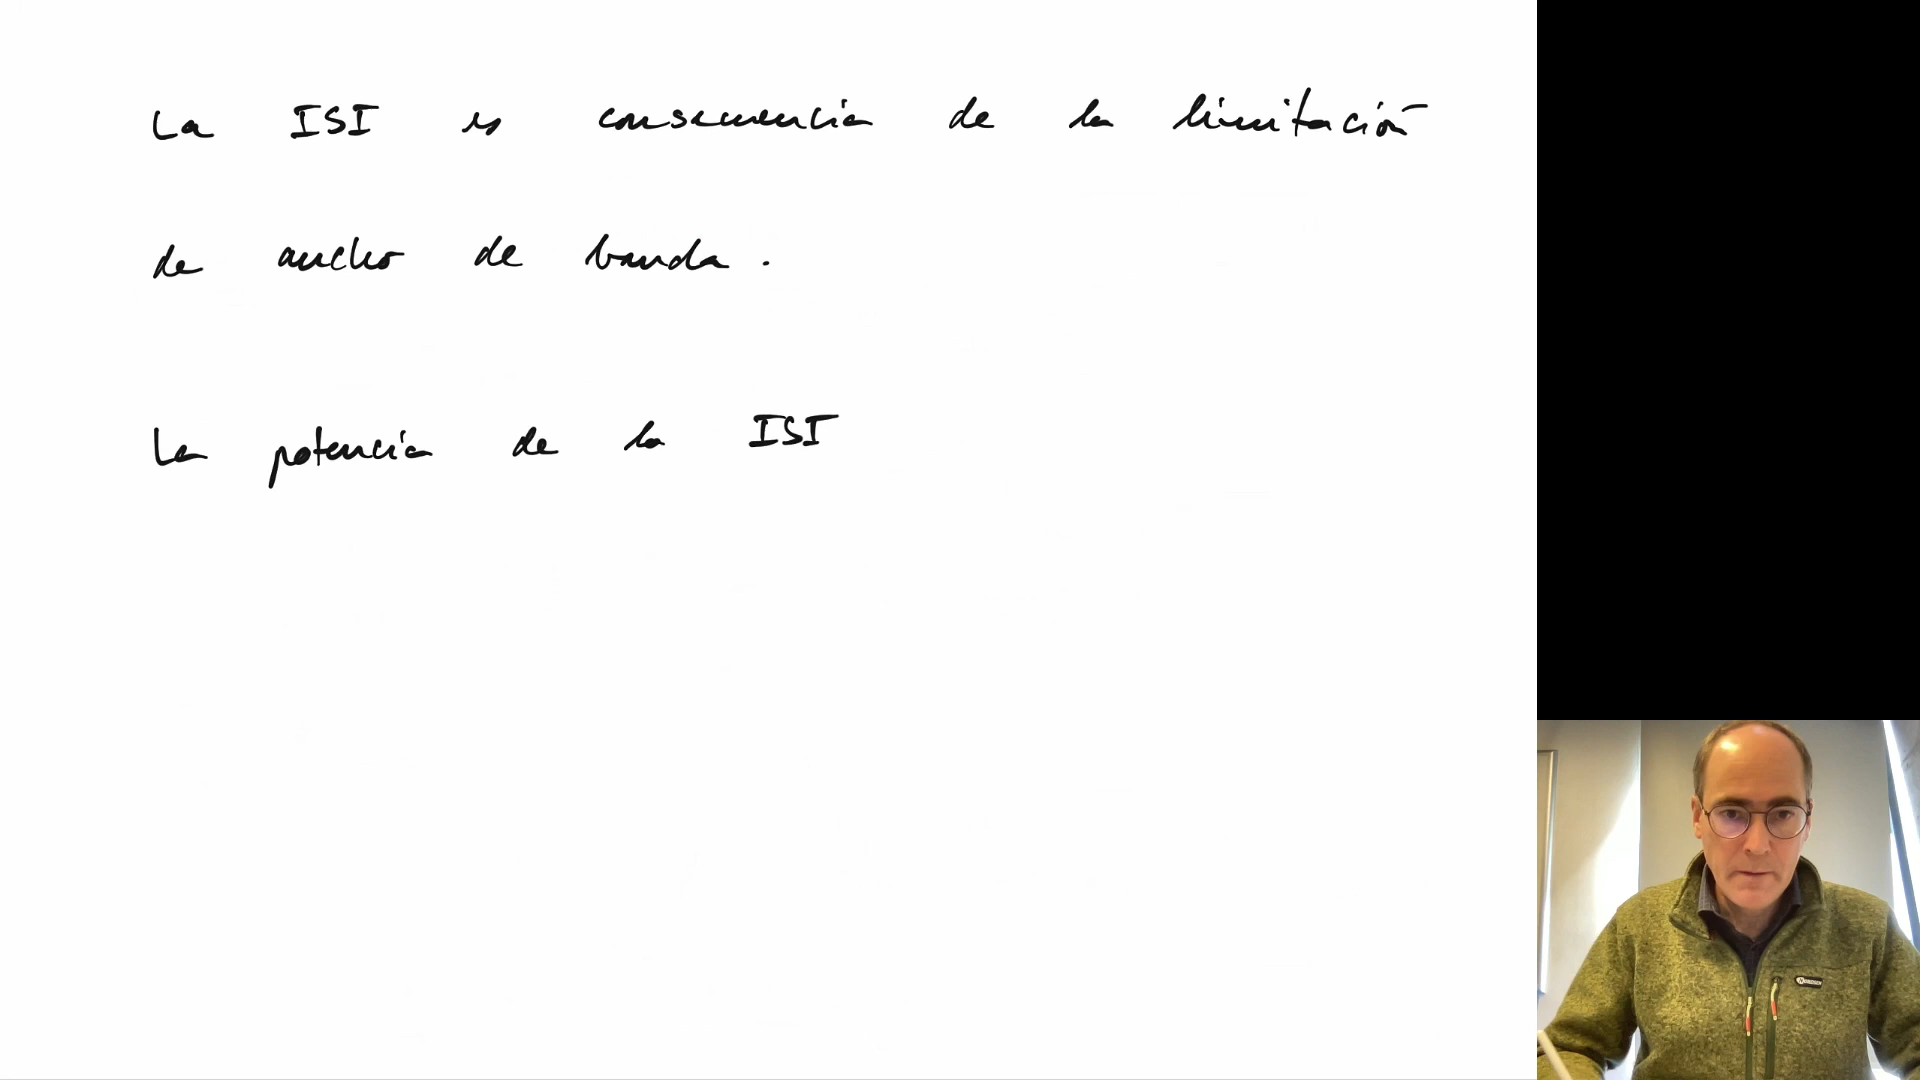 La ISI es consecuencia de la limitación
de ancho de banda.
La potencia de la ISI